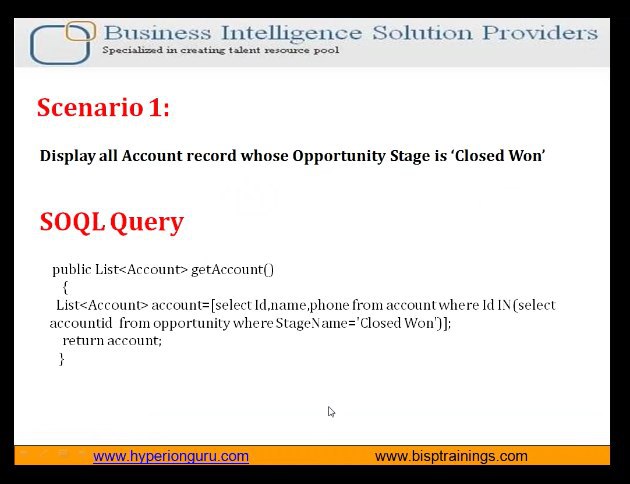 Business Intelligence Solution Providers
Specialized in creating talent resource pool
Scenario 1:
Display all Account record whose Opportunity Stage is ‘Closed Won’
SOQL Query
public List<Account> getAccount()
{
List<Account> account=[select Id,name,phone from account where Id IN(select
accountid from opportunity where StageName='Closed Won')];
return account;
}
www.hyperionguru.com
www.bisptrainings.com